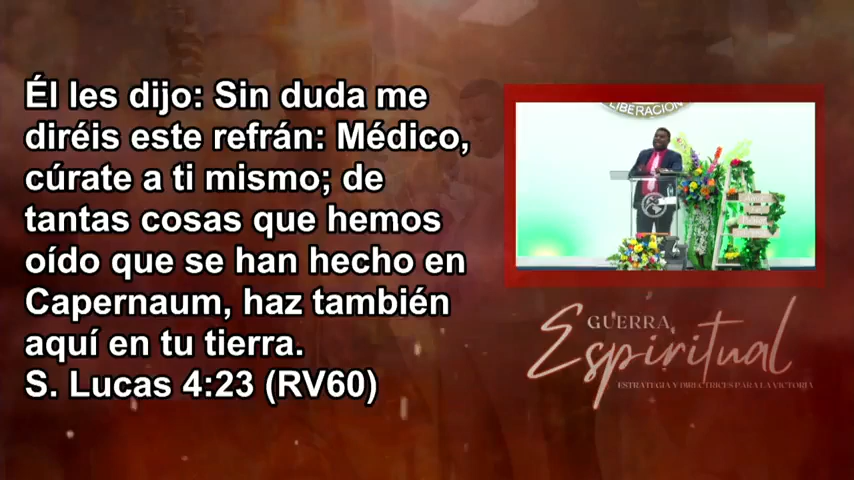 Él les dijo: Sin duda me
diréis este refrán: Médico,
cúrate a ti mismo; de
tantas cosas que hemos
oído que se han hecho en
Capernaum, haz también
aquí en tu tierra.
S. Lucas 4:23 (RV60)
LIBERACIÓN
GUERRA
Espiritual
ESTRATEGIA Y DIRECTRICES PARA LA VICTORIA